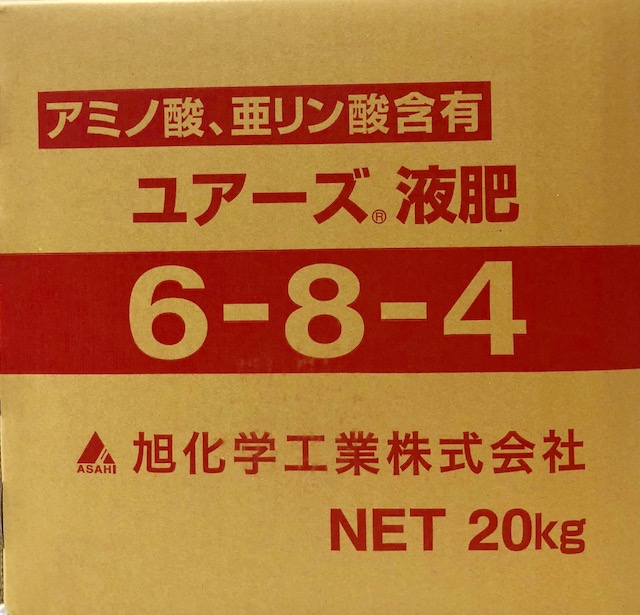 アミノ酸、亜リン酸含有
ユアーズ® 液肥
6-8-4
ASAHI 旭化学工業株式会社
NET 20kg